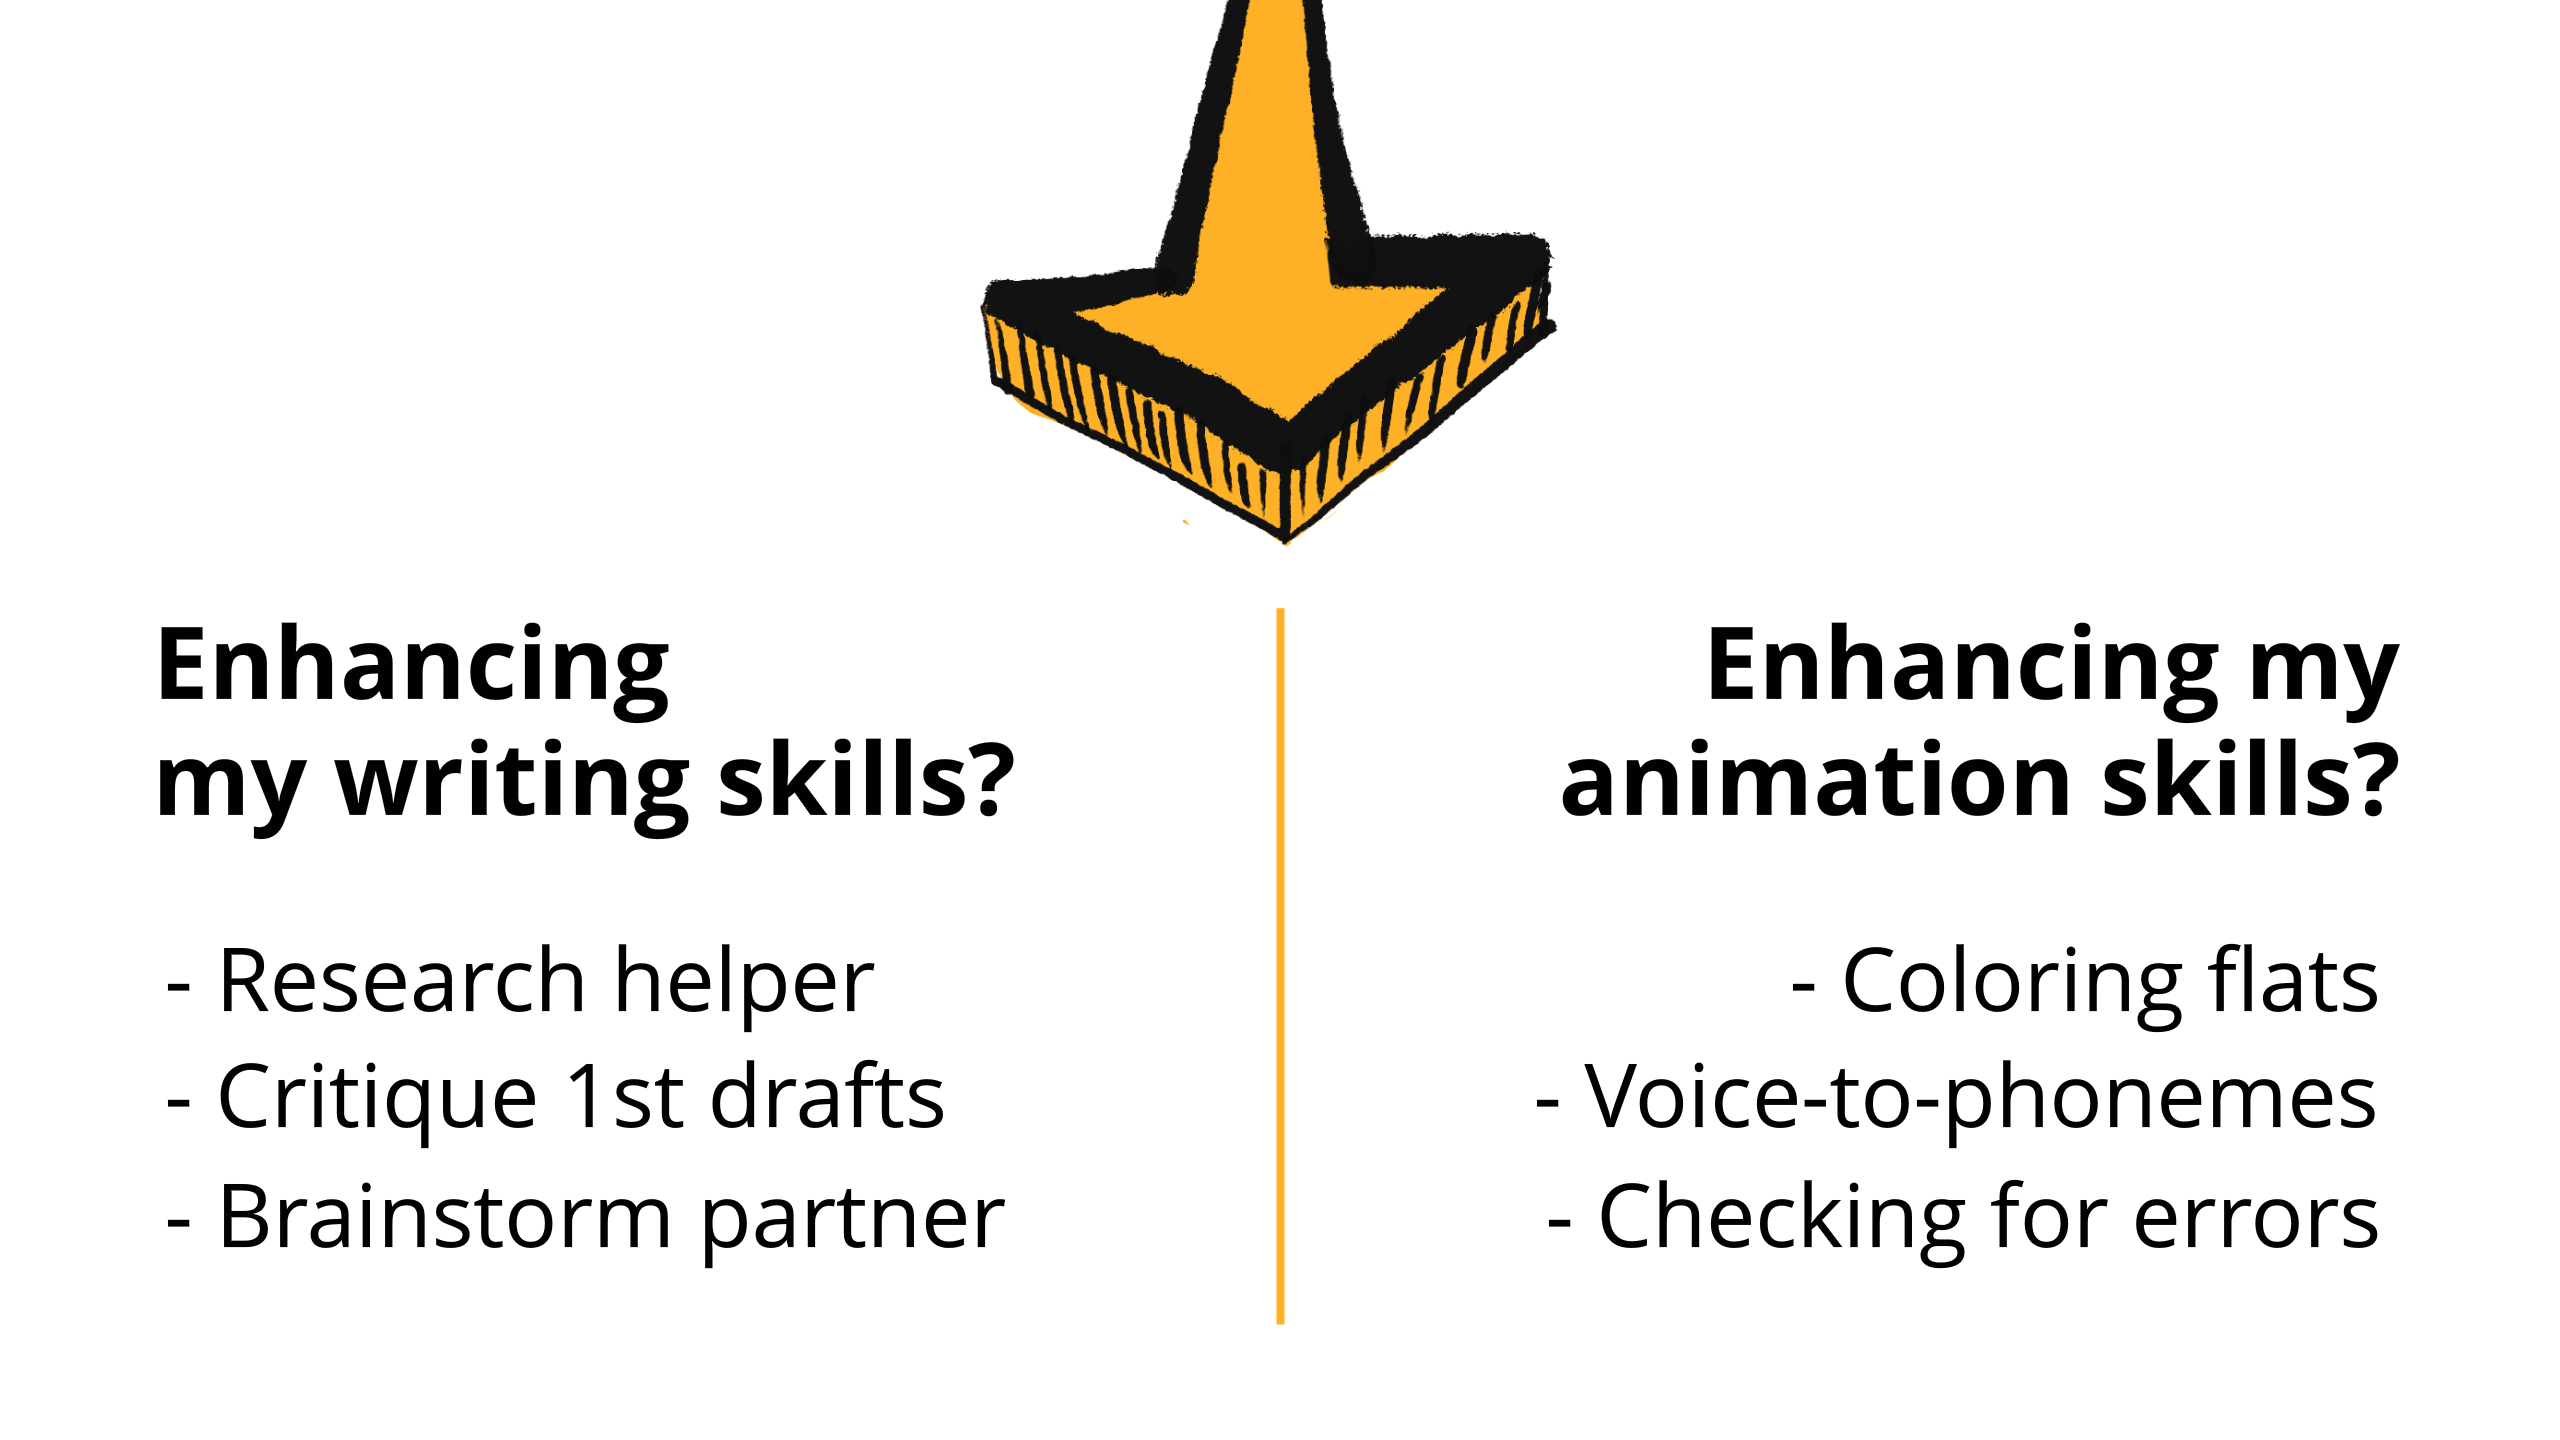 Enhancing
my writing skills?
- Research helper
- Critique 1st drafts
- Brainstorm partner
Enhancing my
animation skills?
- Coloring flats
- Voice-to-phonemes
- Checking for errors